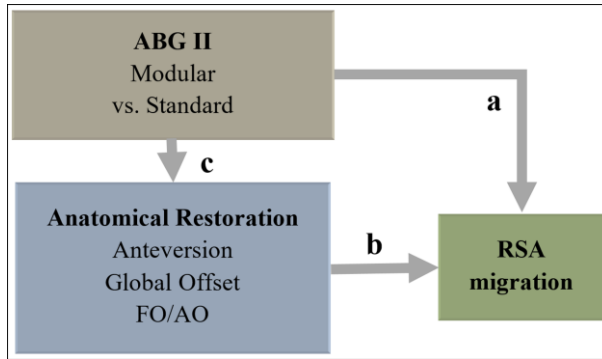 ABG II
Modular
vs. Standard
a
c
Anatomical Restoration
Anteversion
Global Offset
FO/AO
b
RSA
migration